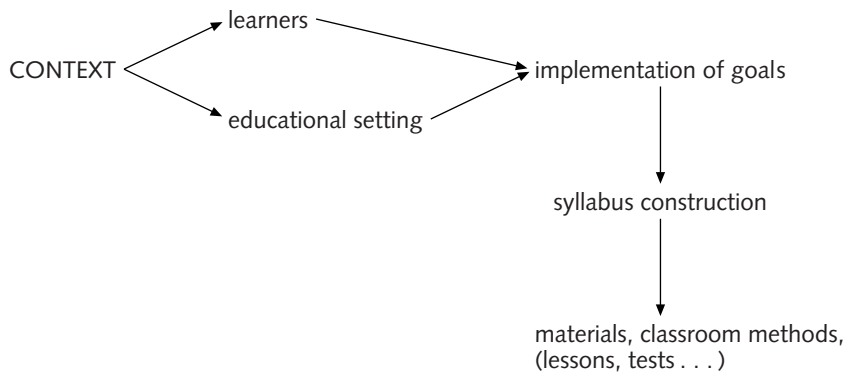 learners
CONTEXT
implementation of goals
educational setting
syllabus construction
materials, classroom methods,
(lessons, tests . . . )